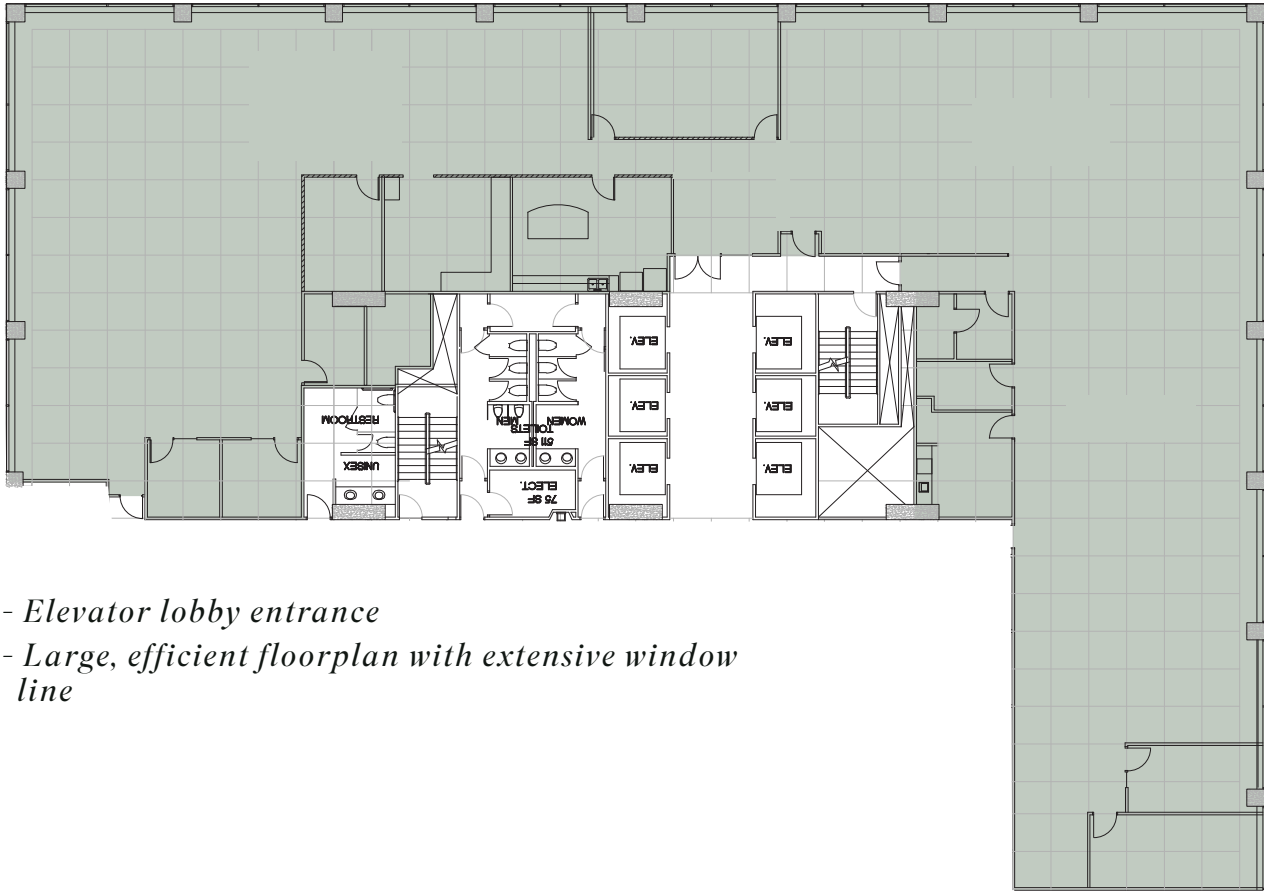 ELEV.
ELEV.
RESTROOM
MEN
WOMEN
TOILETS
511 SF
ELEV.
ELEV.
UNISEX
ELEV.
ELEV.
ELECT.
75 SF
- Elevator lobby entrance
- Large, efficient floorplan with extensive window
line